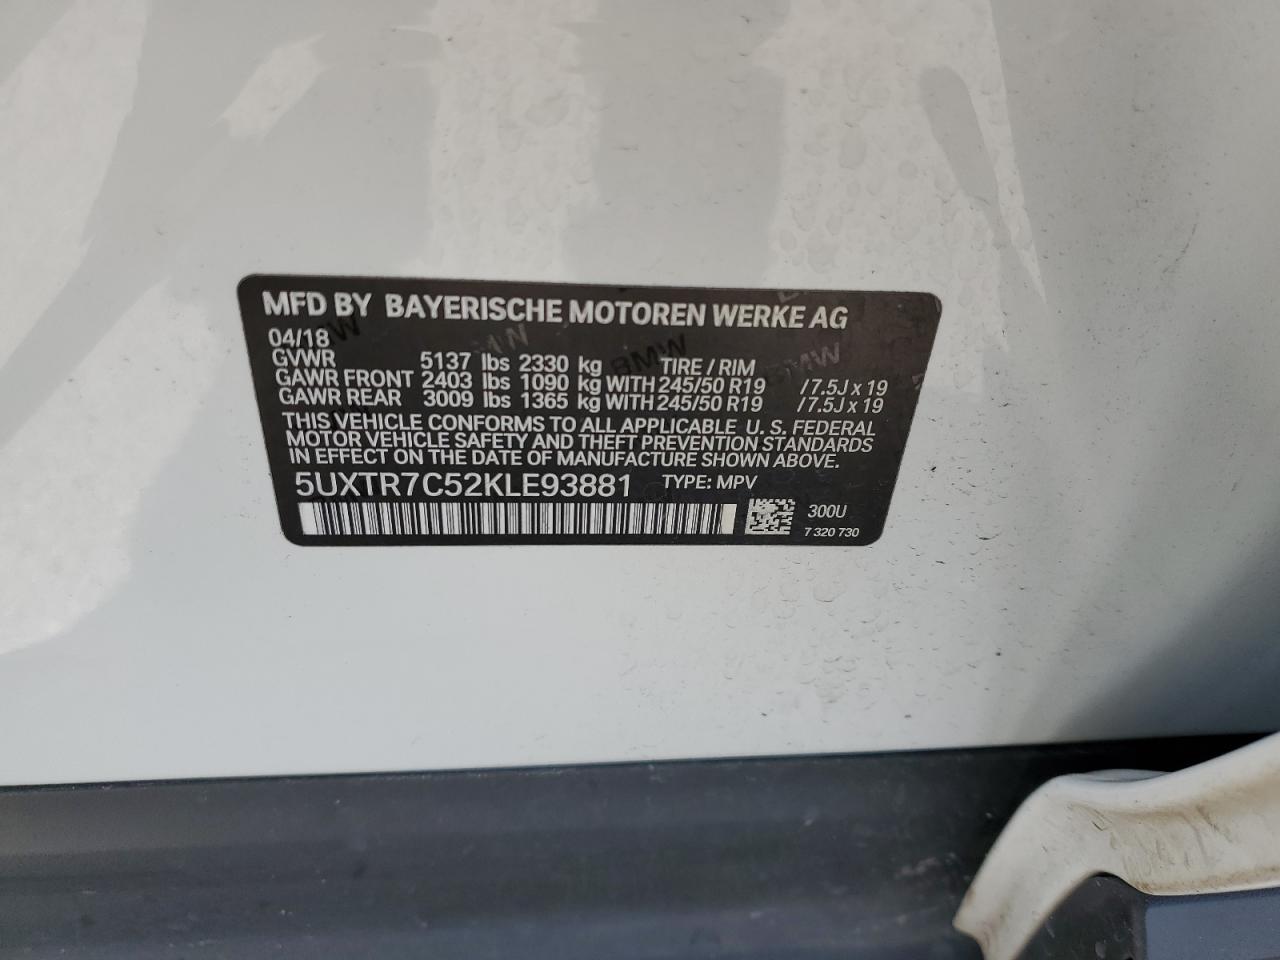 MFD BY BAYERISCHE MOTOREN WERKE AG
04/18
GVWR 5137 lbs 2330 kg TIRE / RIM
GAWR FRONT 2403 lbs 1090 kg WITH 245/50 R19 / 7.5J x 19
GAWR REAR 3009 lbs 1365 kg WITH 245/50 R19 / 7.5J x 19
THIS VEHICLE CONFORMS TO ALL APPLICABLE U. S. FEDERAL
MOTOR VEHICLE SAFETY AND THEFT PREVENTION STANDARDS
IN EFFECT ON THE DATE OF MANUFACTURE SHOWN ABOVE.
5UXTR7C52KLE93881 TYPE: MPV
300U
7 320 730